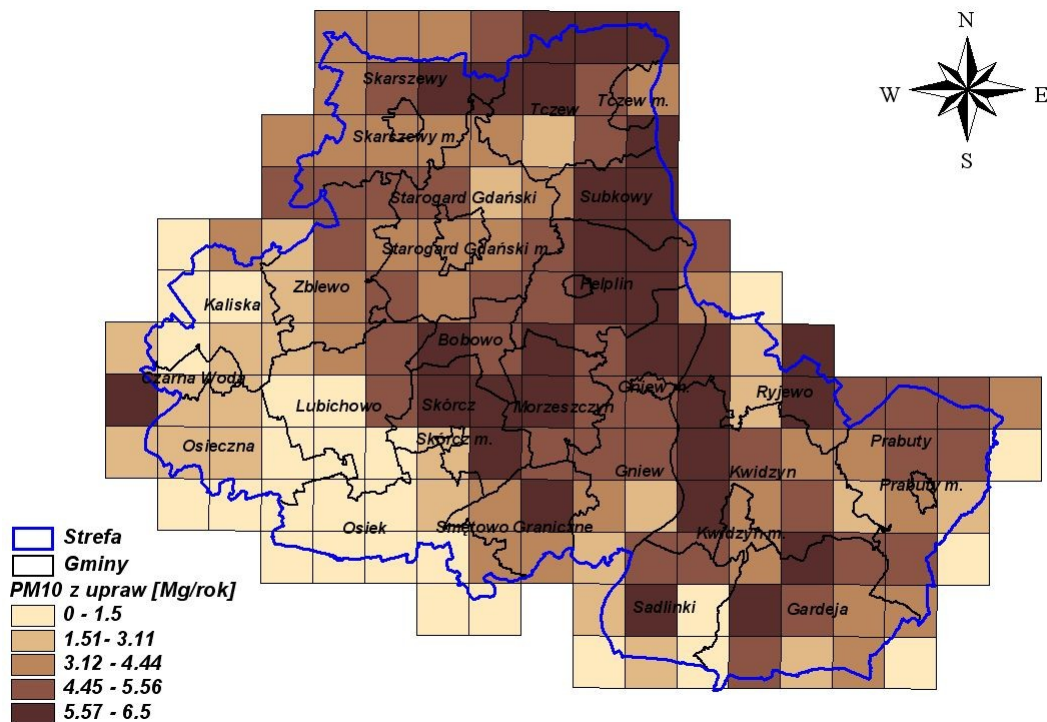 N
W
E
S
Skarszewy
Tczew
Tczew m.
Skarszewy m.
Starogard Gdański
Subkowy
Starogard Gdański m.
Kaliska
Zblewo
Pelplin
Bobowo
Czarna Woda
Lubichowo
Skórcz
Morzeszczyn
Gniew m.
Ryjewo
Osieczna
Skórcz m.
Gniew
Kwidzyn
Prabuty
Prabuty m.
Osiek
Smętowo Graniczne
Kwidzyn m.
Sadlinki
Gardeja
Strefa
Gminy
PM10 z upraw [Mg/rok]
0 - 1.5
1.51 - 3.11
3.12 - 4.44
4.45 - 5.56
5.57 - 6.5